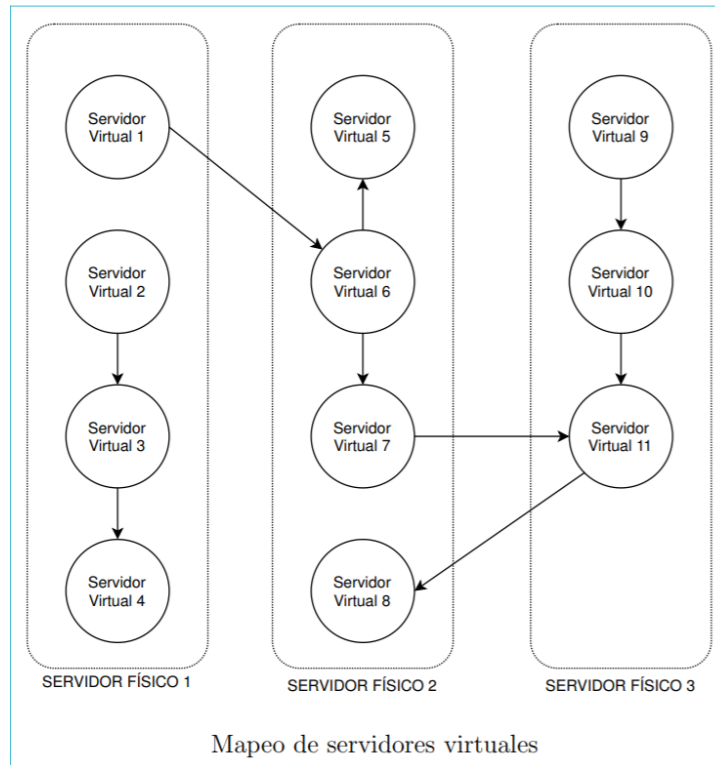 Servidor
Virtual 1
Servidor
Virtual 5
Servidor
Virtual 9
Servidor
Virtual 2
Servidor
Virtual 6
Servidor
Virtual 10
Servidor
Virtual 3
Servidor
Virtual 7
Servidor
Virtual 11
Servidor
Virtual 4
Servidor
Virtual 8
SERVIDOR FÍSICO 1
SERVIDOR FÍSICO 2
SERVIDOR FÍSICO 3
Mapeo de servidores virtuales